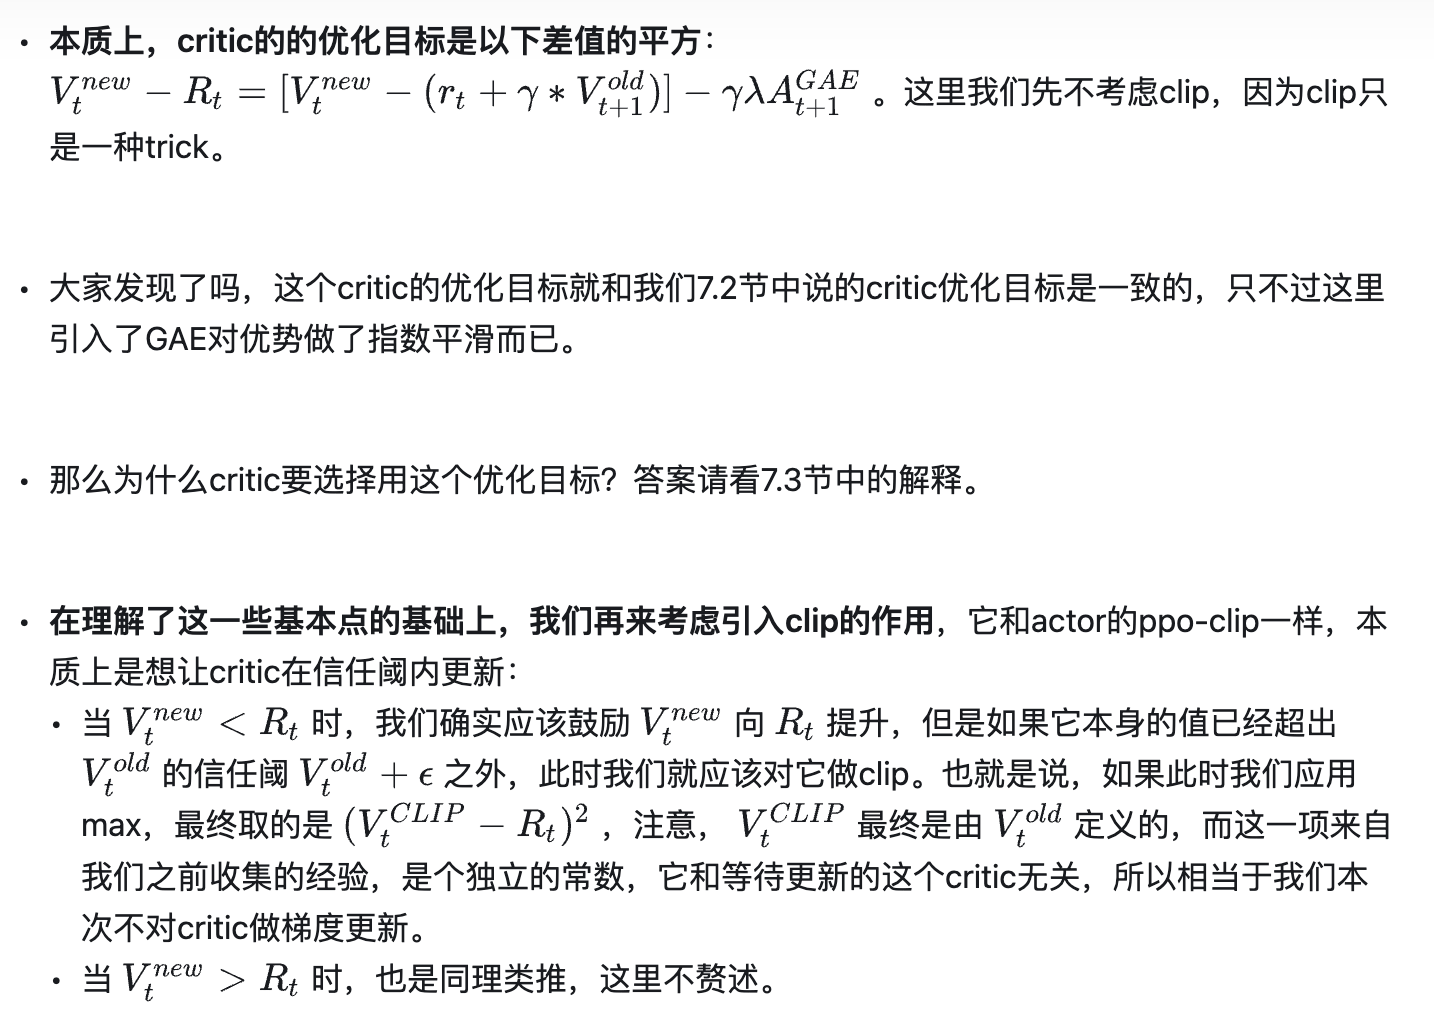 • 本质上，critic的的优化目标是以下差值的平方：
$V_t^{new} - R_t = [V_t^{new} - (r_t + \gamma * V_{t+1}^{old})] - \gamma\lambda A_{t+1}^{GAE}$ 。这里我们先不考虑clip，因为clip只
是一种trick。
• 大家发现了吗，这个critic的优化目标就和我们7.2节中说的critic优化目标是一致的，只不过这里
引入了GAE对优势做了指数平滑而已。
• 那么为什么critic要选择用这个优化目标？答案请看7.3节中的解释。
• 在理解了这一些基本点的基础上，我们再来考虑引入clip的作用，它和actor的ppo-clip一样，本
质上是想让critic在信任阈内更新：
• 当 $V_t^{new} < R_t$ 时，我们确实应该鼓励 $V_t^{new}$ 向 $R_t$ 提升，但是如果它本身的值已经超出
$V_t^{old}$ 的信任阈 $V_t^{old} + \epsilon$ 之外，此时我们就应该对它做clip。也就是说，如果此时我们应用
max，最终取的是 $(V_t^{CLIP} - R_t)^2$ ，注意， $V_t^{CLIP}$ 最终是由 $V_t^{old}$ 定义的，而这一项来自
我们之前收集的经验，是个独立的常数，它和等待更新的这个critic无关，所以相当于我们本
次不对critic做梯度更新。
• 当 $V_t^{new} > R_t$ 时，也是同理类推，这里不赘述。